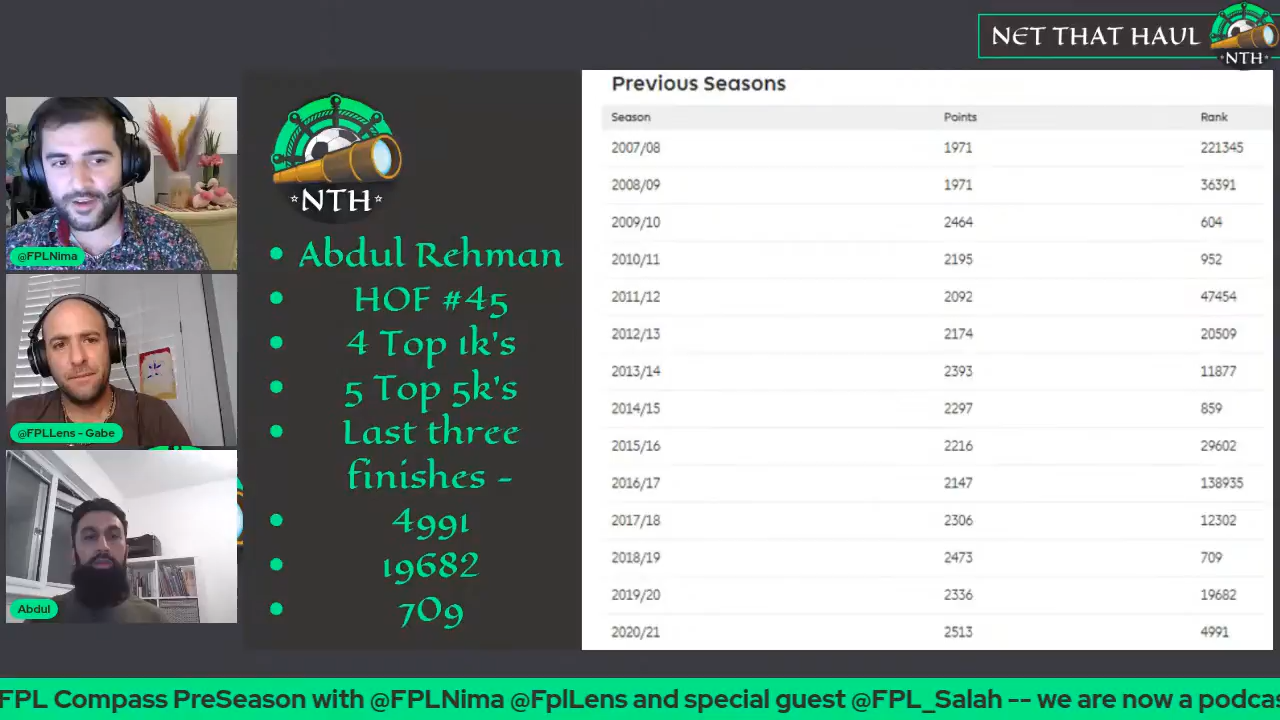 NET THAT HAUL
NTH
@FPLNima
@FPLLens - Gabe
Abdul
NTH
Abdul Rehman
HOF #45
4 Top 1k's
5 Top 5k's
Last three
finishes -
4991
19682
709
Previous Seasons
Season Points Rank
2007/08 1971 221345
2008/09 1971 36391
2009/10 2464 604
2010/11 2195 952
2011/12 2092 47454
2012/13 2174 20509
2013/14 2393 11877
2014/15 2297 859
2015/16 2216 29602
2016/17 2147 138935
2017/18 2306 12302
2018/19 2473 709
2019/20 2336 19682
2020/21 2513 4991
FPL Compass PreSeason with @FPLNima @FplLens and special guest @FPL_Salah -- we are now a podcas